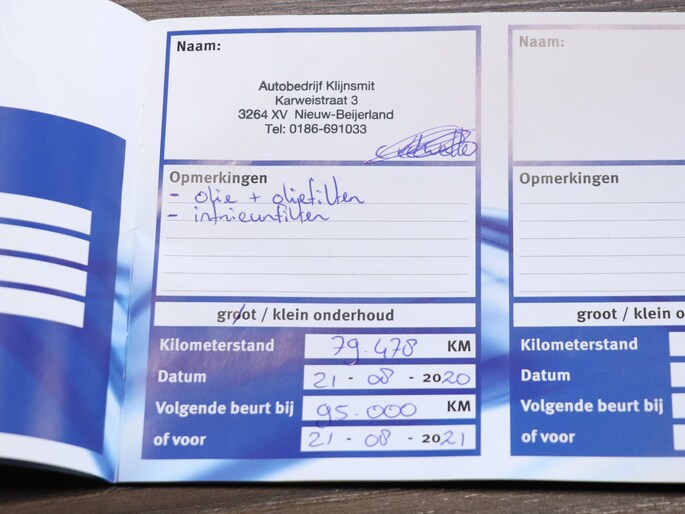 Naam:
Autobedrijf Klijnsmit
Karweistraat 3
3264 XV Nieuw-Beijerland
Tel: 0186-691033
Opmerkingen
- olie + oliefilter
- interieurfilter
groot / klein onderhoud
Kilometerstand 79.478 KM
Datum 21 - 08 - 2020
Volgende beurt bij 95.000 KM
of voor 21 - 08 - 2021
Naam:
Opmerkingen
groot / klein o
Kilometerstand
Datum
Volgende beurt bij
of voor